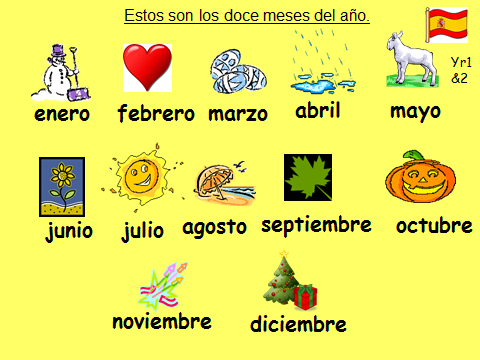 Estos son los doce meses del año.
Yr1
&2
enero febrero marzo abril mayo
junio julio agosto septiembre octubre
noviembre diciembre